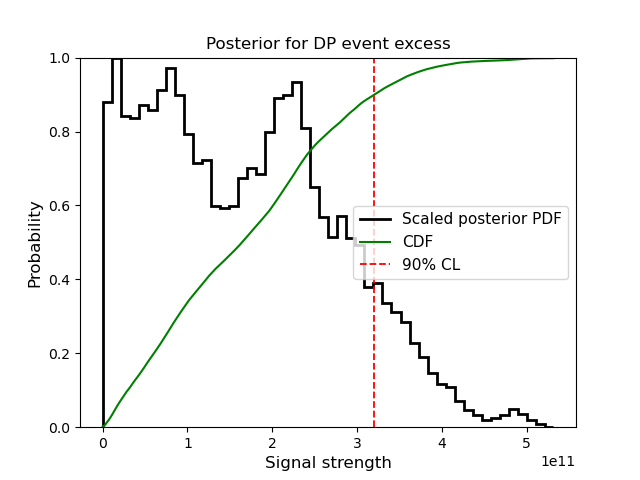 Posterior for DP event excess
Probability
1.0
0.8
0.6
0.4
0.2
0.0
Scaled posterior PDF
CDF
90% CL
0 1 2 3 4 5
1e11
Signal strength